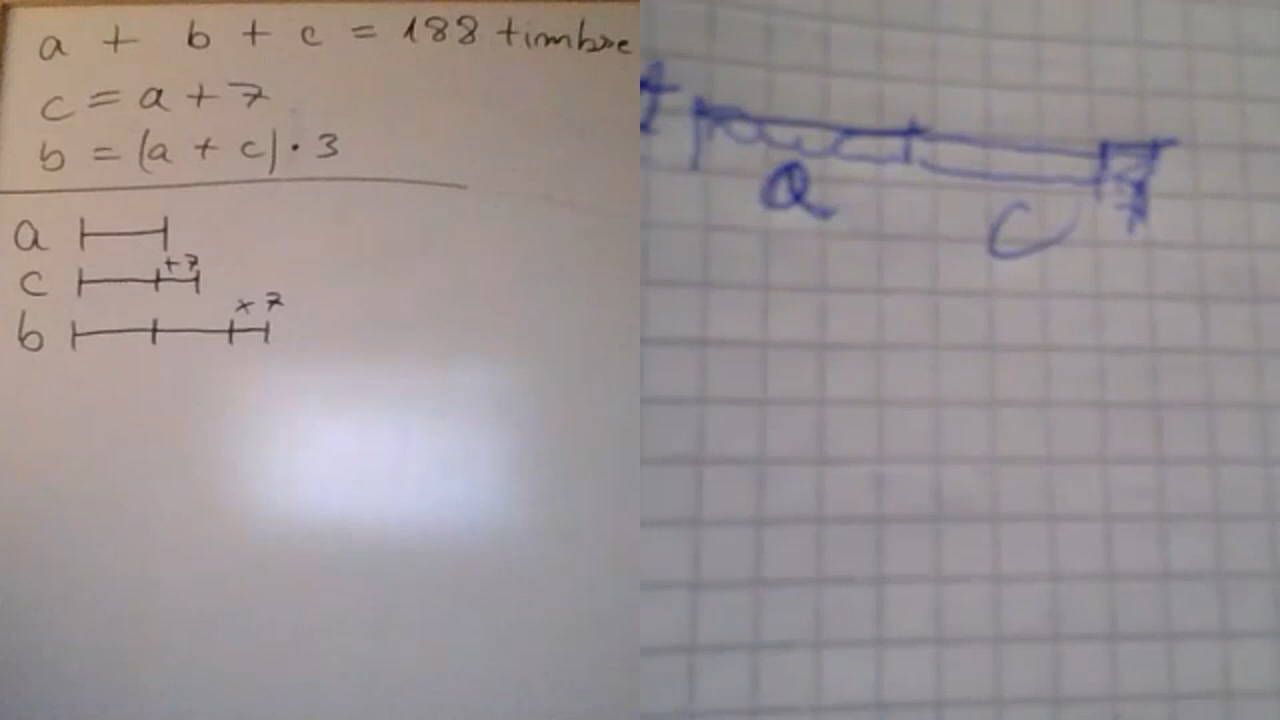 a + b + c = 188 timbre
c = a + 7
b = (a + c) · 3
a
c +7
b x 7
a c 7